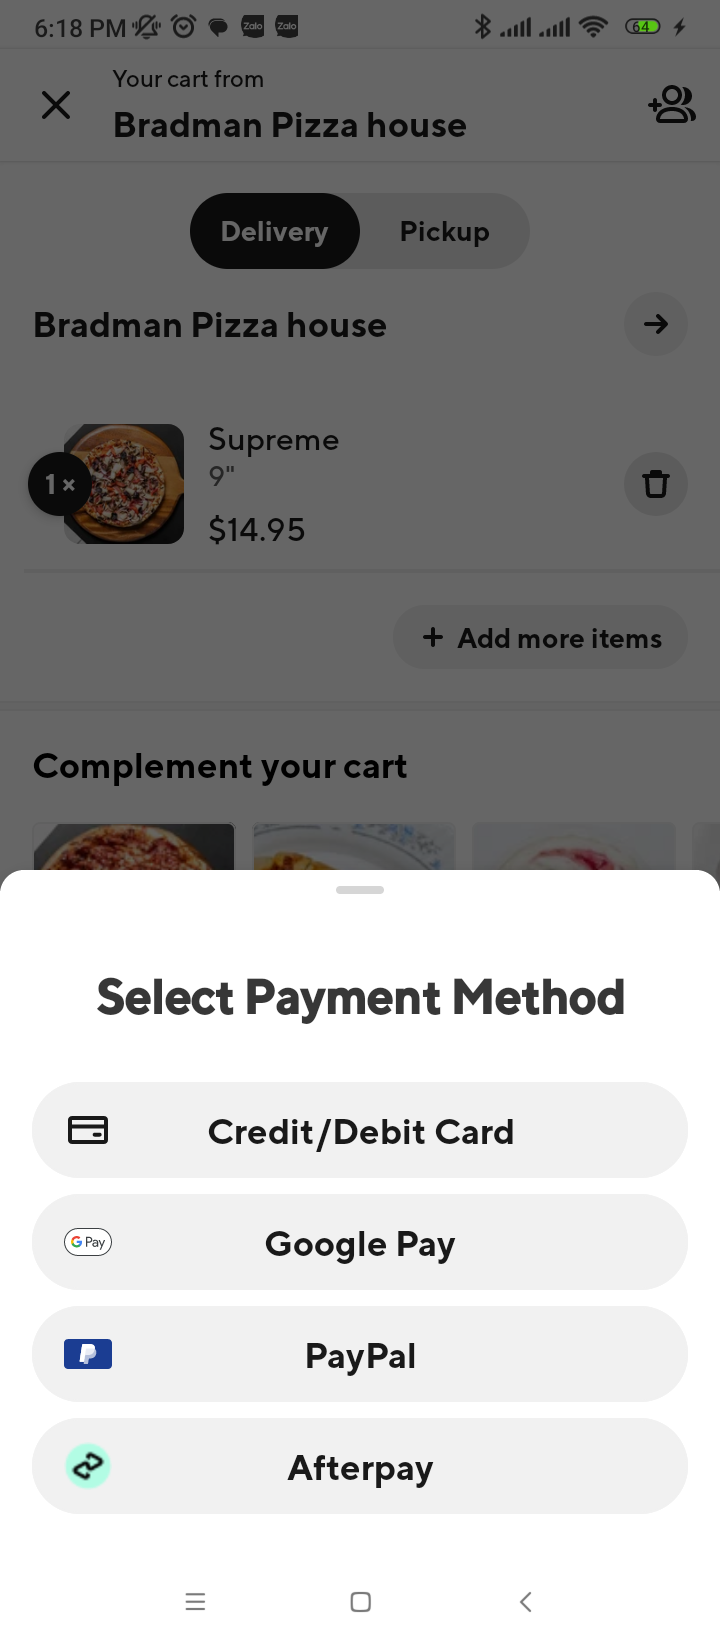 6:18 PM
Zalo
Zalo
64
Your cart from
Bradman Pizza house
Delivery
Pickup
Bradman Pizza house
1 ×
Supreme
9"
$14.95
+ Add more items
Complement your cart
Select Payment Method
Credit/Debit Card
G Pay
Google Pay
PayPal
Afterpay